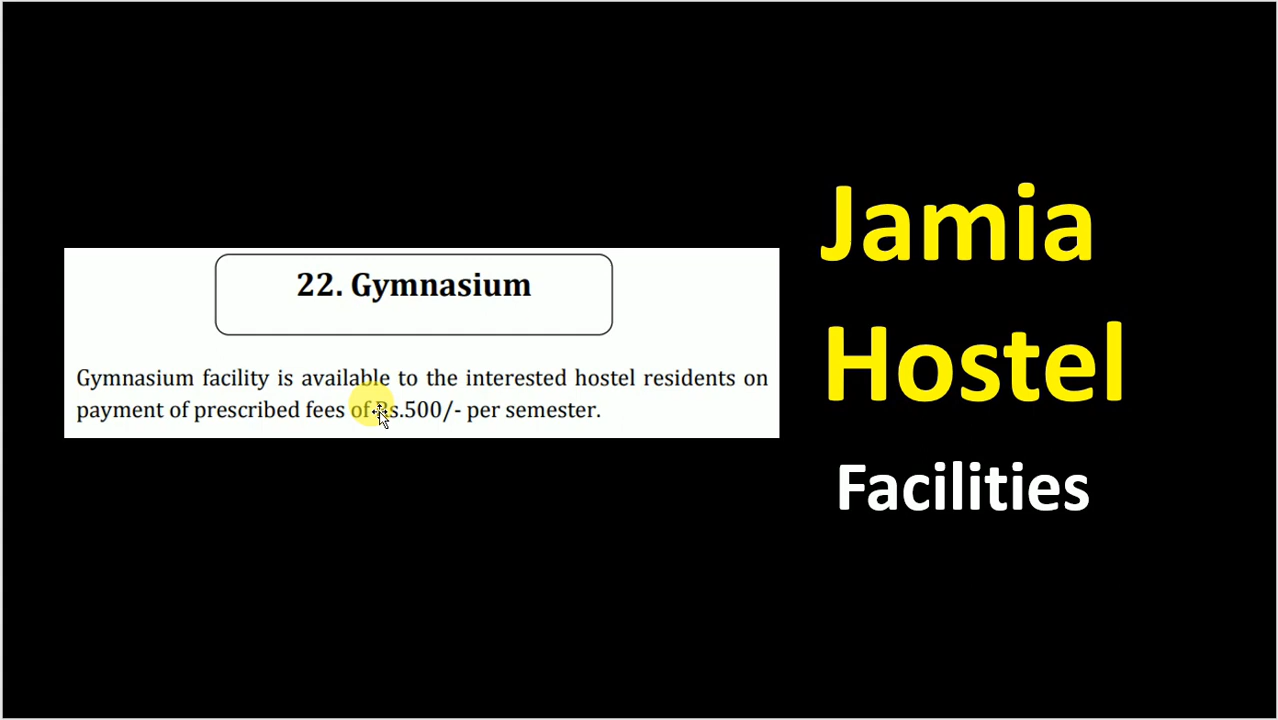 22. Gymnasium
Gymnasium facility is available to the interested hostel residents on
payment of prescribed fees of Rs.500/- per semester.
Jamia
Hostel
Facilities